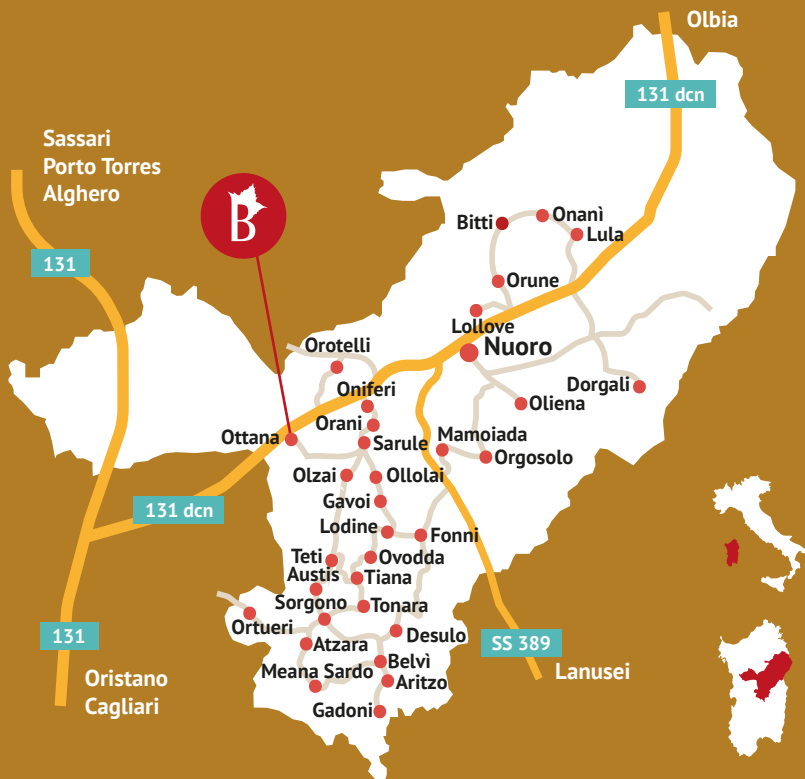 Olbia
131 dcn
Sassari
Porto Torres
Alghero
131
B
Bitti
Onanì
Lula
Orune
Lollove
Nuoro
Orotelli
Oniferi
Dorgali
Oliena
Orani
Ottana
Sarule
Mamoiada
Orgosolo
Olzai
Ollolai
Gavoi
131 dcn
Lodine
Fonni
Teti
Ovodda
Austis
Tiana
Sorgono
Tonara
Ortueri
Desulo
131
Atzara
SS 389
Belvì
Meana Sardo
Lanusei
Aritzo
Oristano
Cagliari
Gadoni